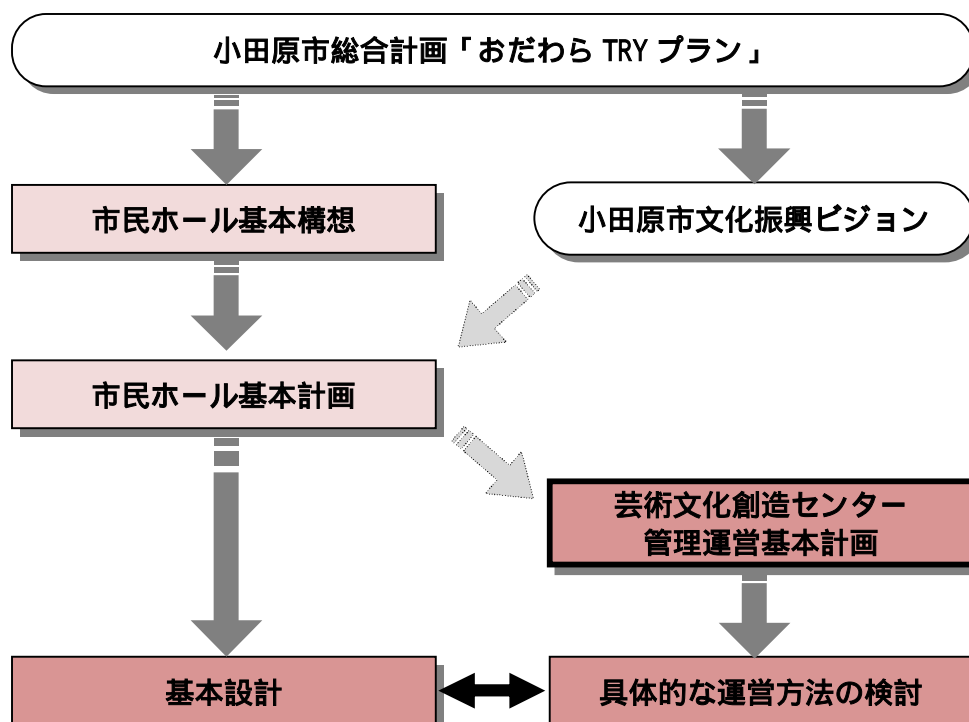 小田原市総合計画「おだわら TRY プラン」
市民ホール基本構想
小田原市文化振興ビジョン
市民ホール基本計画
芸術文化創造センター
管理運営基本計画
基本設計
具体的な運営方法の検討